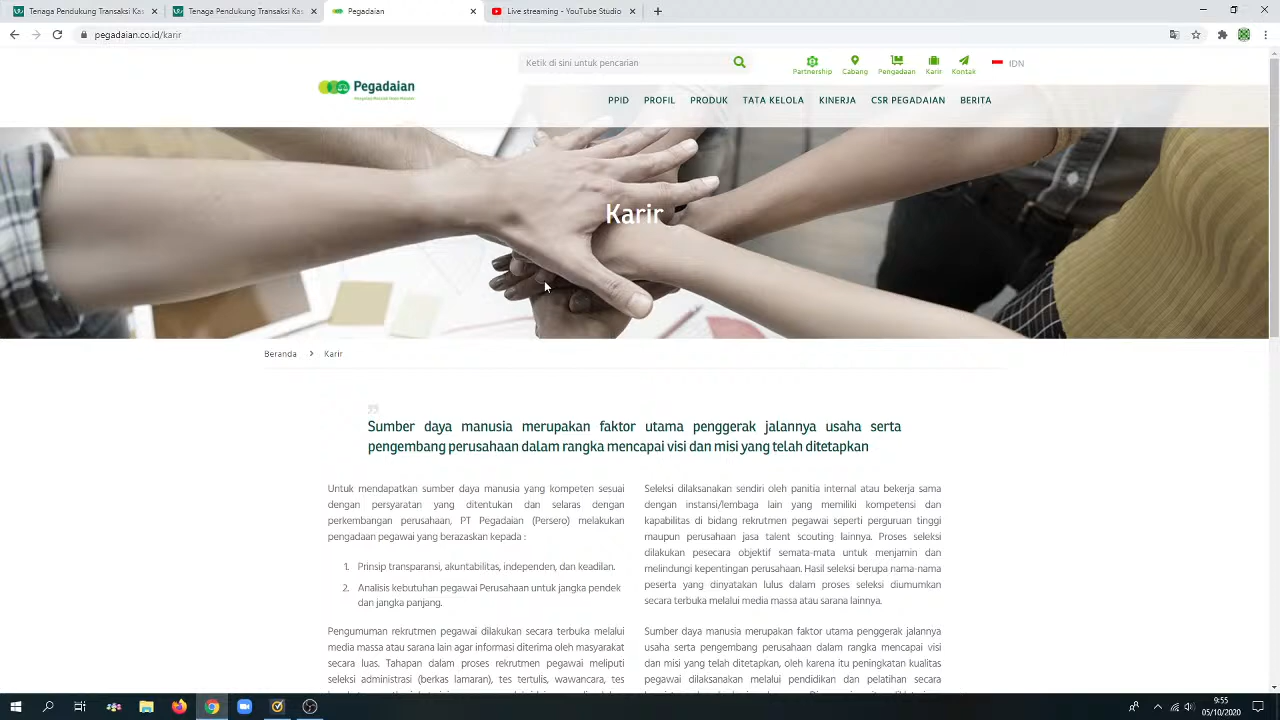 Tenaga Pendukung Transaksi Kas
Tenaga Pendukung Transaksi Kas
Pegadaian
Live streaming - YouTube Studio
pegadaian.co.id/karir
Pegadaian
Ketik di sini untuk pencarian
Partnership
Cabang
Pengadaan
Karir
Kontak
IDN
PPID PROFIL PRODUK TATA KELOLA KINERJA CSR PEGADAIAN BERITA
Karir
Beranda > Karir
Sumber daya manusia merupakan faktor utama penggerak jalannya usaha serta
pengembang perusahaan dalam rangka mencapai visi dan misi yang telah ditetapkan
Untuk mendapatkan sumber daya manusia yang kompeten sesuai
dengan persyaratan yang ditentukan dan selaras dengan
perkembangan perusahaan, PT Pegadaian (Persero) melakukan
pengadaan pegawai yang berazaskan kepada :
1. Prinsip transparansi, akuntabilitas, independen, dan keadilan.
2. Analisis kebutuhan pegawai Perusahaan untuk jangka pendek
dan jangka panjang.
Pengumuman rekrutmen pegawai dilakukan secara terbuka melalui
media massa atau sarana lain agar informasi diterima oleh masyarakat
secara luas. Tahapan dalam proses rekrutmen pegawai meliputi
seleksi administrasi (berkas lamaran), tes tertulis, wawancara, tes
Seleksi dilaksanakan sendiri oleh panitia internal atau bekerja sama
dengan instansi/lembaga lain yang memiliki kompetensi dan
kapabilitas di bidang rekrutmen pegawai seperti perguruan tinggi
maupun perusahaan jasa talent scouting lainnya. Proses seleksi
dilakukan pesecara objektif semata-mata untuk menjamin dan
melindungi kepentingan perusahaan. Hasil seleksi berupa nama-nama
peserta yang dinyatakan lulus dalam proses seleksi diumumkan
secara terbuka melalui media massa atau sarana lainnya.
Sumber daya manusia merupakan faktor utama penggerak jalannya
usaha serta pengembang perusahaan dalam rangka mencapai visi
dan misi yang telah ditetapkan, oleh karena itu peningkatan kualitas
pegawai dilaksanakan melalui pendidikan dan pelatihan secara
9:55
05/10/2020